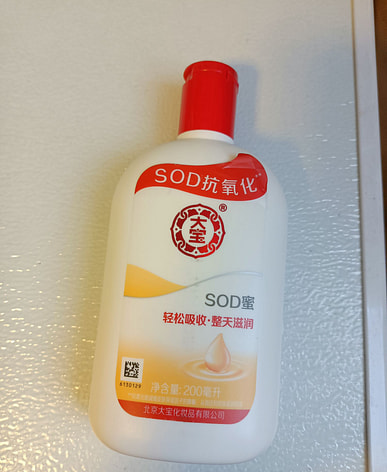 SOD抗氧化
大宝®
SOD蜜
轻松吸收·整天滋润
净含量:200毫升
北京大宝化妆品有限公司